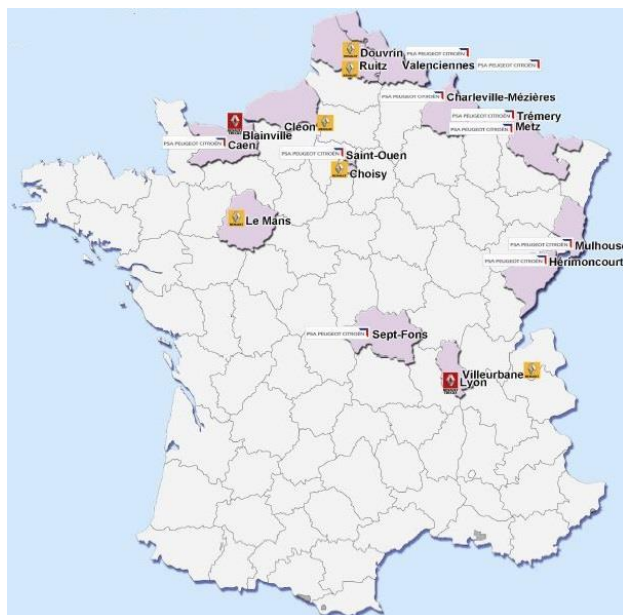 Douvrin PSA PEUGEOT CITROËN
Ruitz Valenciennes PSA PEUGEOT CITROËN
PSA PEUGEOT CITROËN Charleville-Mézières
PSA PEUGEOT CITROËN Trémery
PSA PEUGEOT CITROËN Metz
Cléon
Blainville
PSA PEUGEOT CITROËN Caen
PSA PEUGEOT CITROËN Saint-Ouen
Choisy
Le Mans
PSA PEUGEOT CITROËN Mulhouse
PSA PEUGEOT CITROËN Hérimoncourt
PSA PEUGEOT CITROËN Sept-Fons
Villeurbane
Lyon